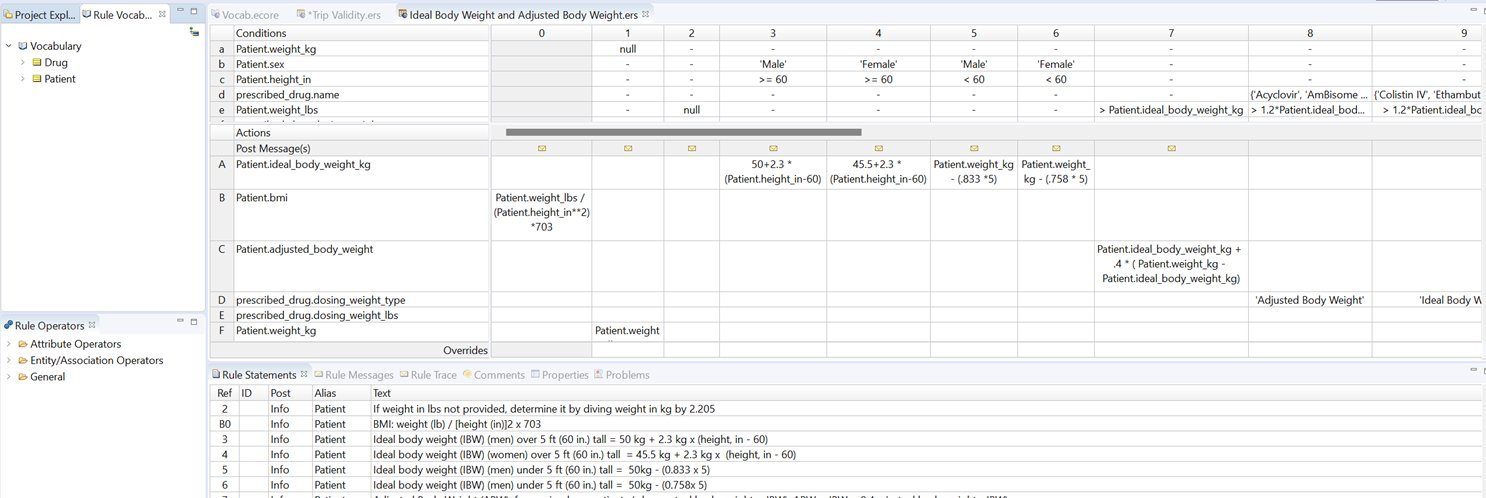 Project Expl... Rule Vocab...
Vocabulary
Drug
Patient
Rule Operators
Attribute Operators
Entity/Association Operators
General
Vocab.ecore *Trip Validity.ers Ideal Body Weight and Adjusted Body Weight.ers
Conditions 0 1 2 3 4 5 6 7 8 9
a Patient.weight_kg null - - - - - - - -
b Patient.sex - - 'Male' 'Female' 'Male' 'Female' - - -
c Patient.height_in - - >= 60 >= 60 < 60 < 60 - - -
d prescribed_drug.name - - - - - - - {'Acyclovir', 'AmBisome ... {'Colistin IV', 'Ethambut
e Patient.weight_lbs - null - - - - > Patient.ideal_body_weight_kg > 1.2*Patient.ideal_bod... > 1.2*Patient.ideal_bc
Actions
Post Message(s)
A Patient.ideal_body_weight_kg 50+2.3 * 45.5+2.3 * Patient.weight_kg Patient.weight_
(Patient.height_in-60) (Patient.height_in-60) - (.833 *5) kg - (.758 * 5)
B Patient.bmi Patient.weight_lbs /
(Patient.height_in**2)
*703
C Patient.adjusted_body_weight Patient.ideal_body_weight_kg +
.4 * ( Patient.weight_kg -
Patient.ideal_body_weight_kg)
D prescribed_drug.dosing_weight_type 'Adjusted Body Weight' 'Ideal Body W
E prescribed_drug.dosing_weight_lbs
F Patient.weight_kg Patient.weight
Overrides
Rule Statements Rule Messages Rule Trace Comments Properties Problems
Ref ID Post Alias Text
2 Info Patient If weight in lbs not provided, determine it by diving weight in kg by 2.205
B0 Info Patient BMI: weight (lb) / [height (in)]2 x 703
3 Info Patient Ideal body weight (IBW) (men) over 5 ft (60 in.) tall = 50 kg + 2.3 kg x (height, in - 60)
4 Info Patient Ideal body weight (IBW) (women) over 5 ft (60 in.) tall = 45.5 kg + 2.3 kg x (height, in - 60)
5 Info Patient Ideal body weight (IBW) (men) under 5 ft (60 in.) tall = 50kg - (0.833 x 5)
6 Info Patient Ideal body weight (IBW) (men) under 5 ft (60 in.) tall = 50kg - (0.758x 5)